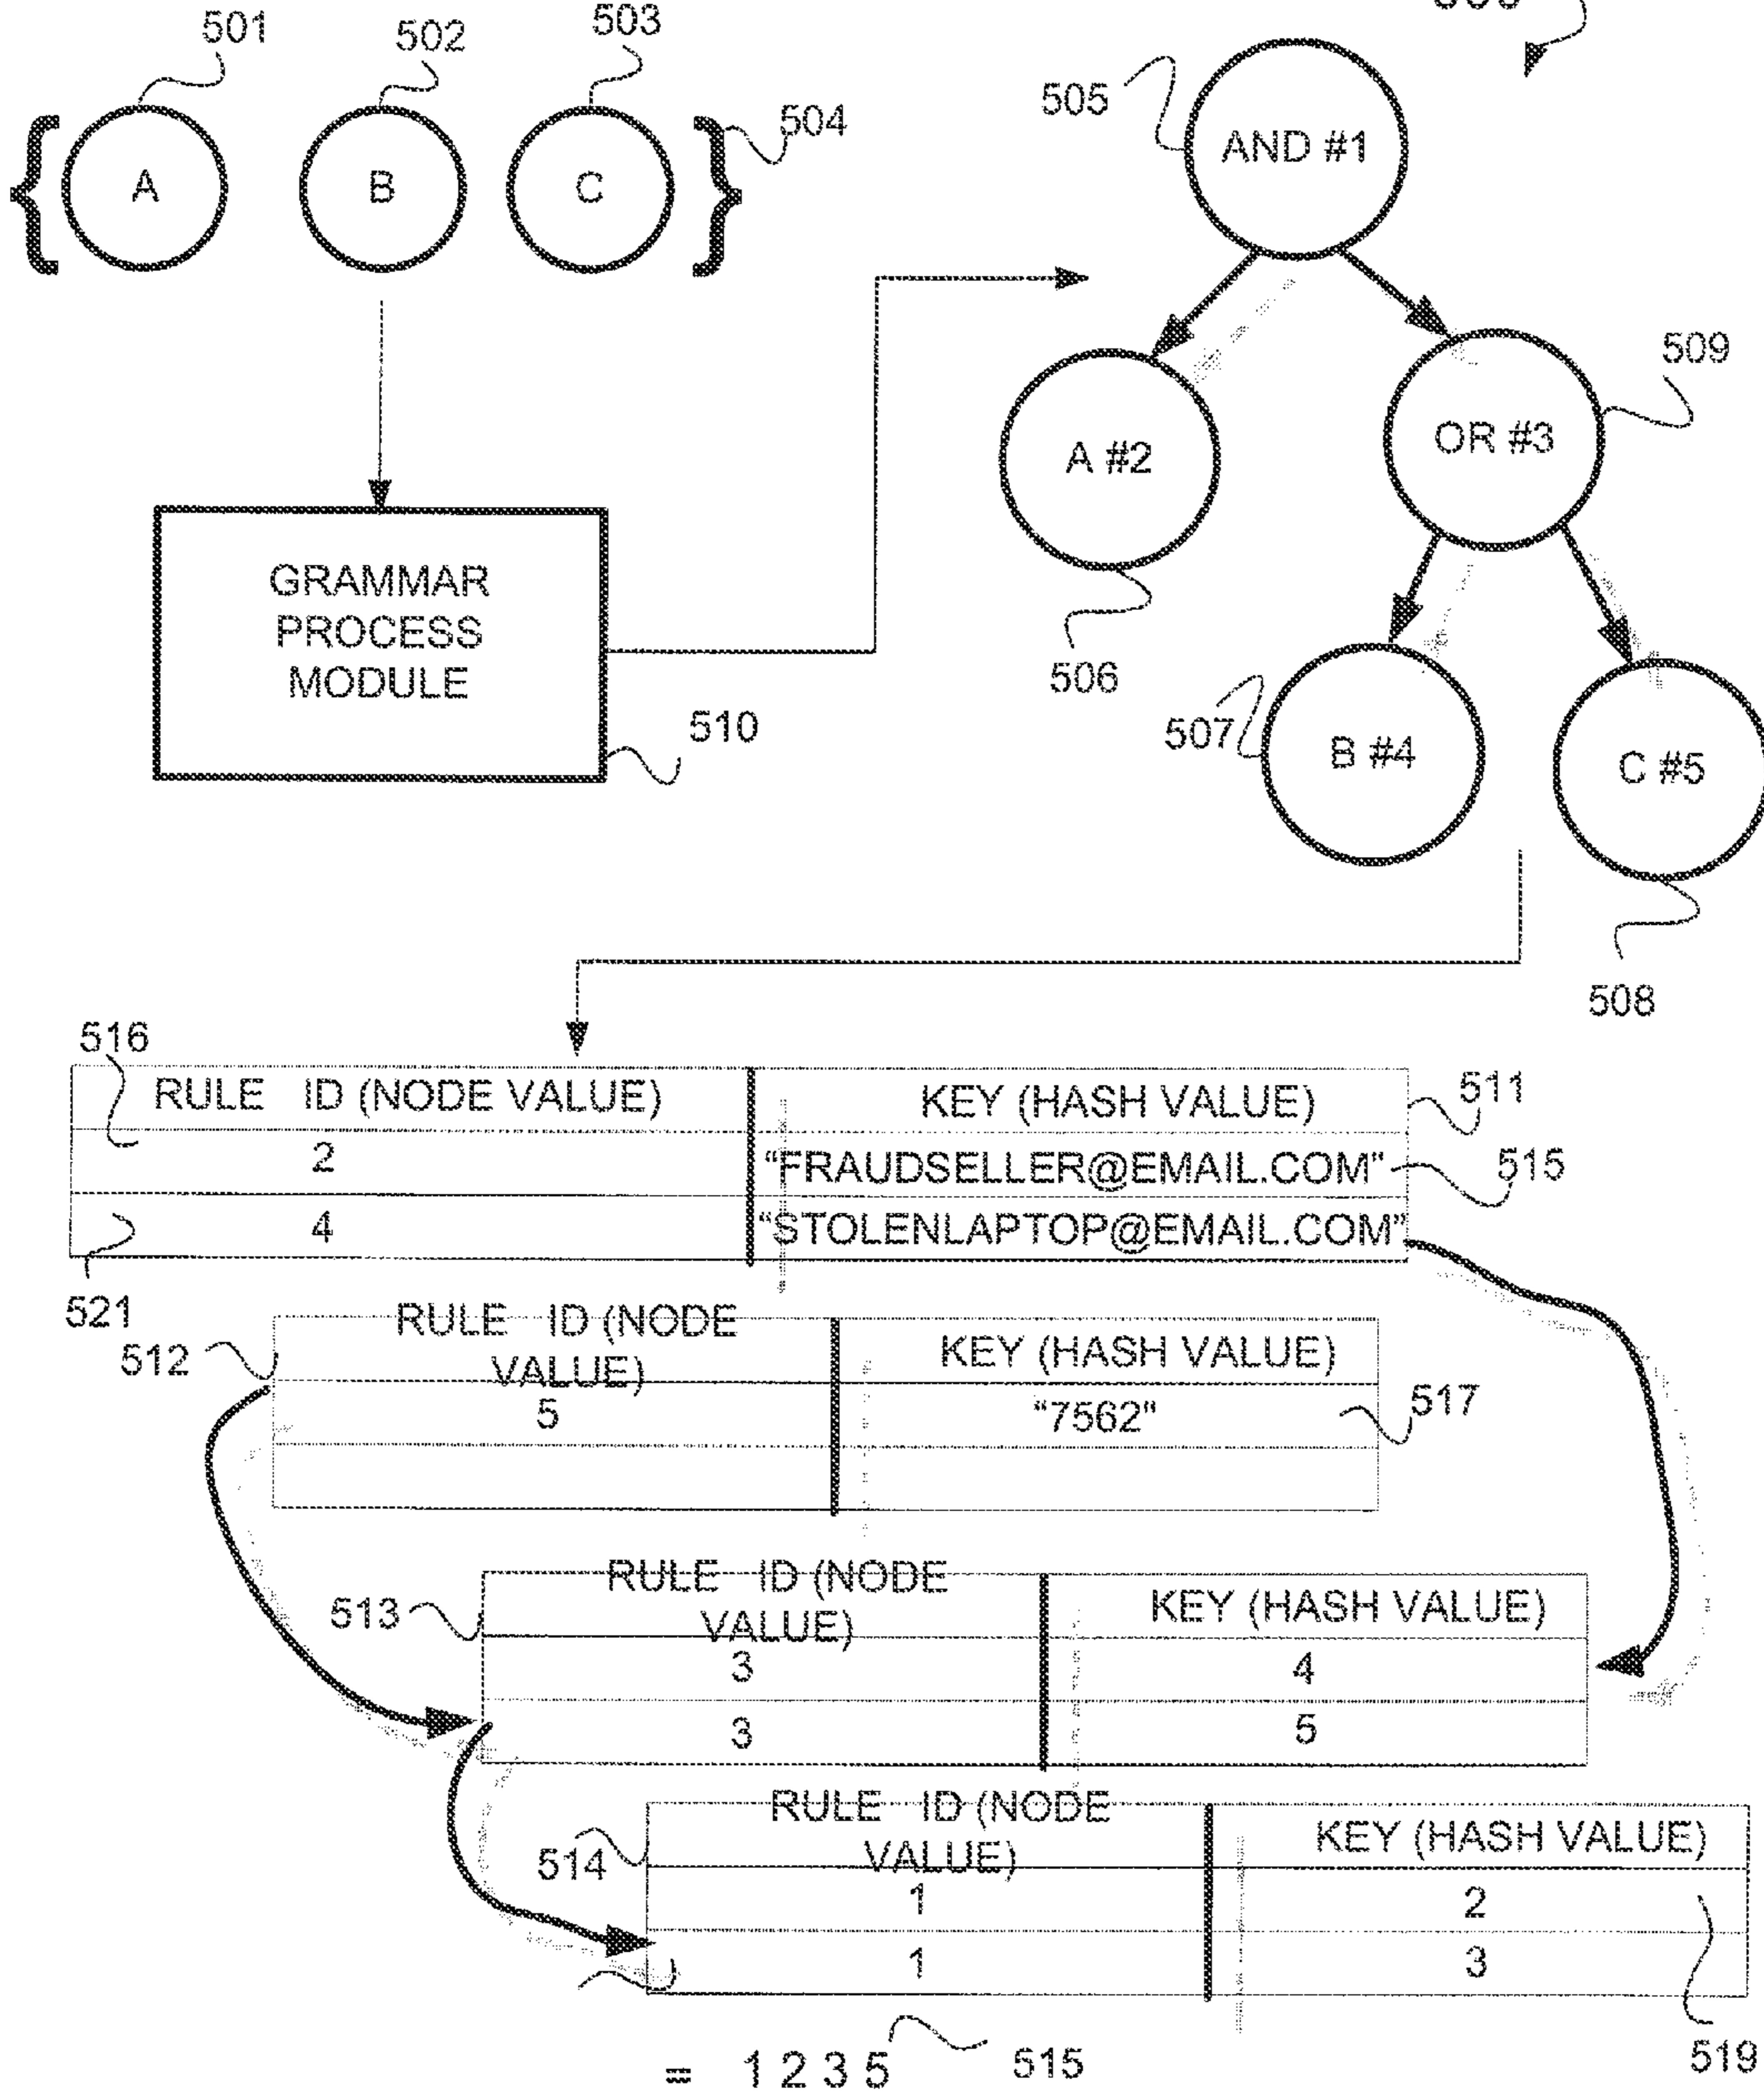 501
502
503
504
{ A B C }
505
AND #1
509
A #2
OR #3
506
507
B #4
C #5
508
GRAMMAR
PROCESS
MODULE
510
516
RULE ID (NODE VALUE) KEY (HASH VALUE)
511
2 "FRAUDSELLER@EMAIL.COM"
515
4 "STOLENLAPTOP@EMAIL.COM"
521
512
RULE ID (NODE
VALUE) KEY (HASH VALUE)
5 "7562"
517
513
RULE ID (NODE
VALUE) KEY (HASH VALUE)
3 4
3 5
514
RULE ID (NODE
VALUE) KEY (HASH VALUE)
1 2
1 3
519
= 1 2 3 5
515